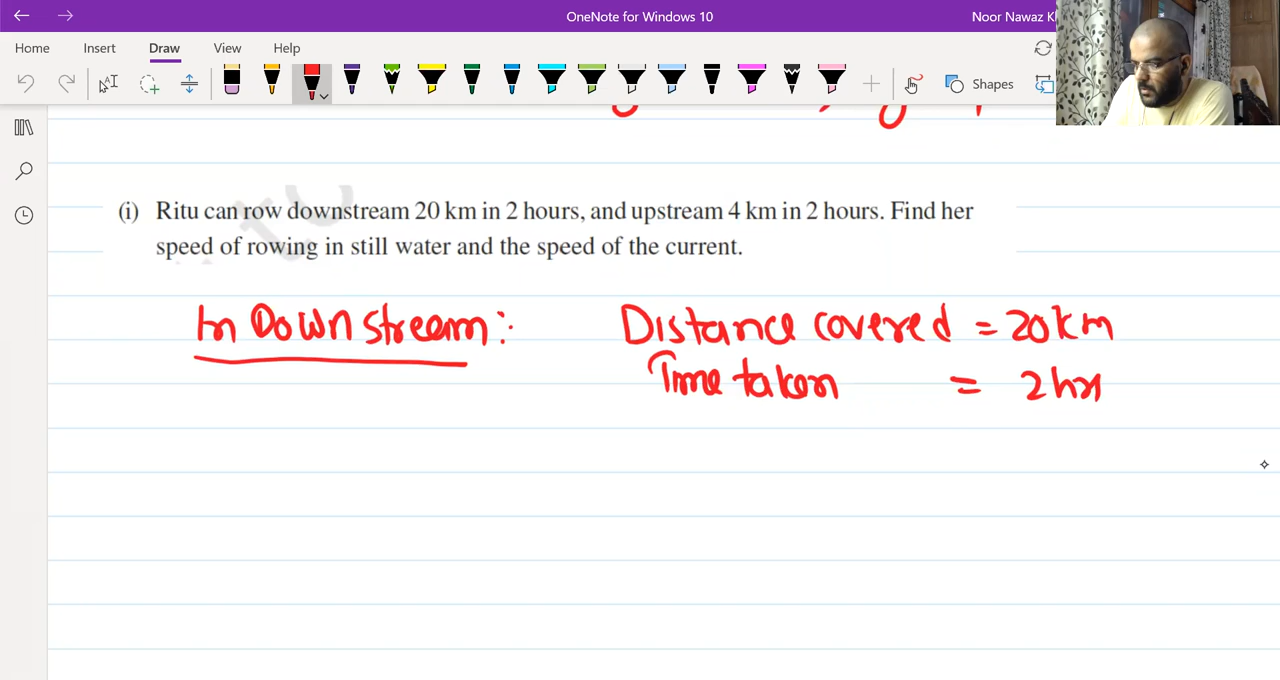 OneNote for Windows 10
Noor Nawaz Kh
Home Insert Draw View Help
Shapes
(i) Ritu can row downstream 20 km in 2 hours, and upstream 4 km in 2 hours. Find her
speed of rowing in still water and the speed of the current.
In Downstream: Distance covered = 20km
Time taken = 2hrs